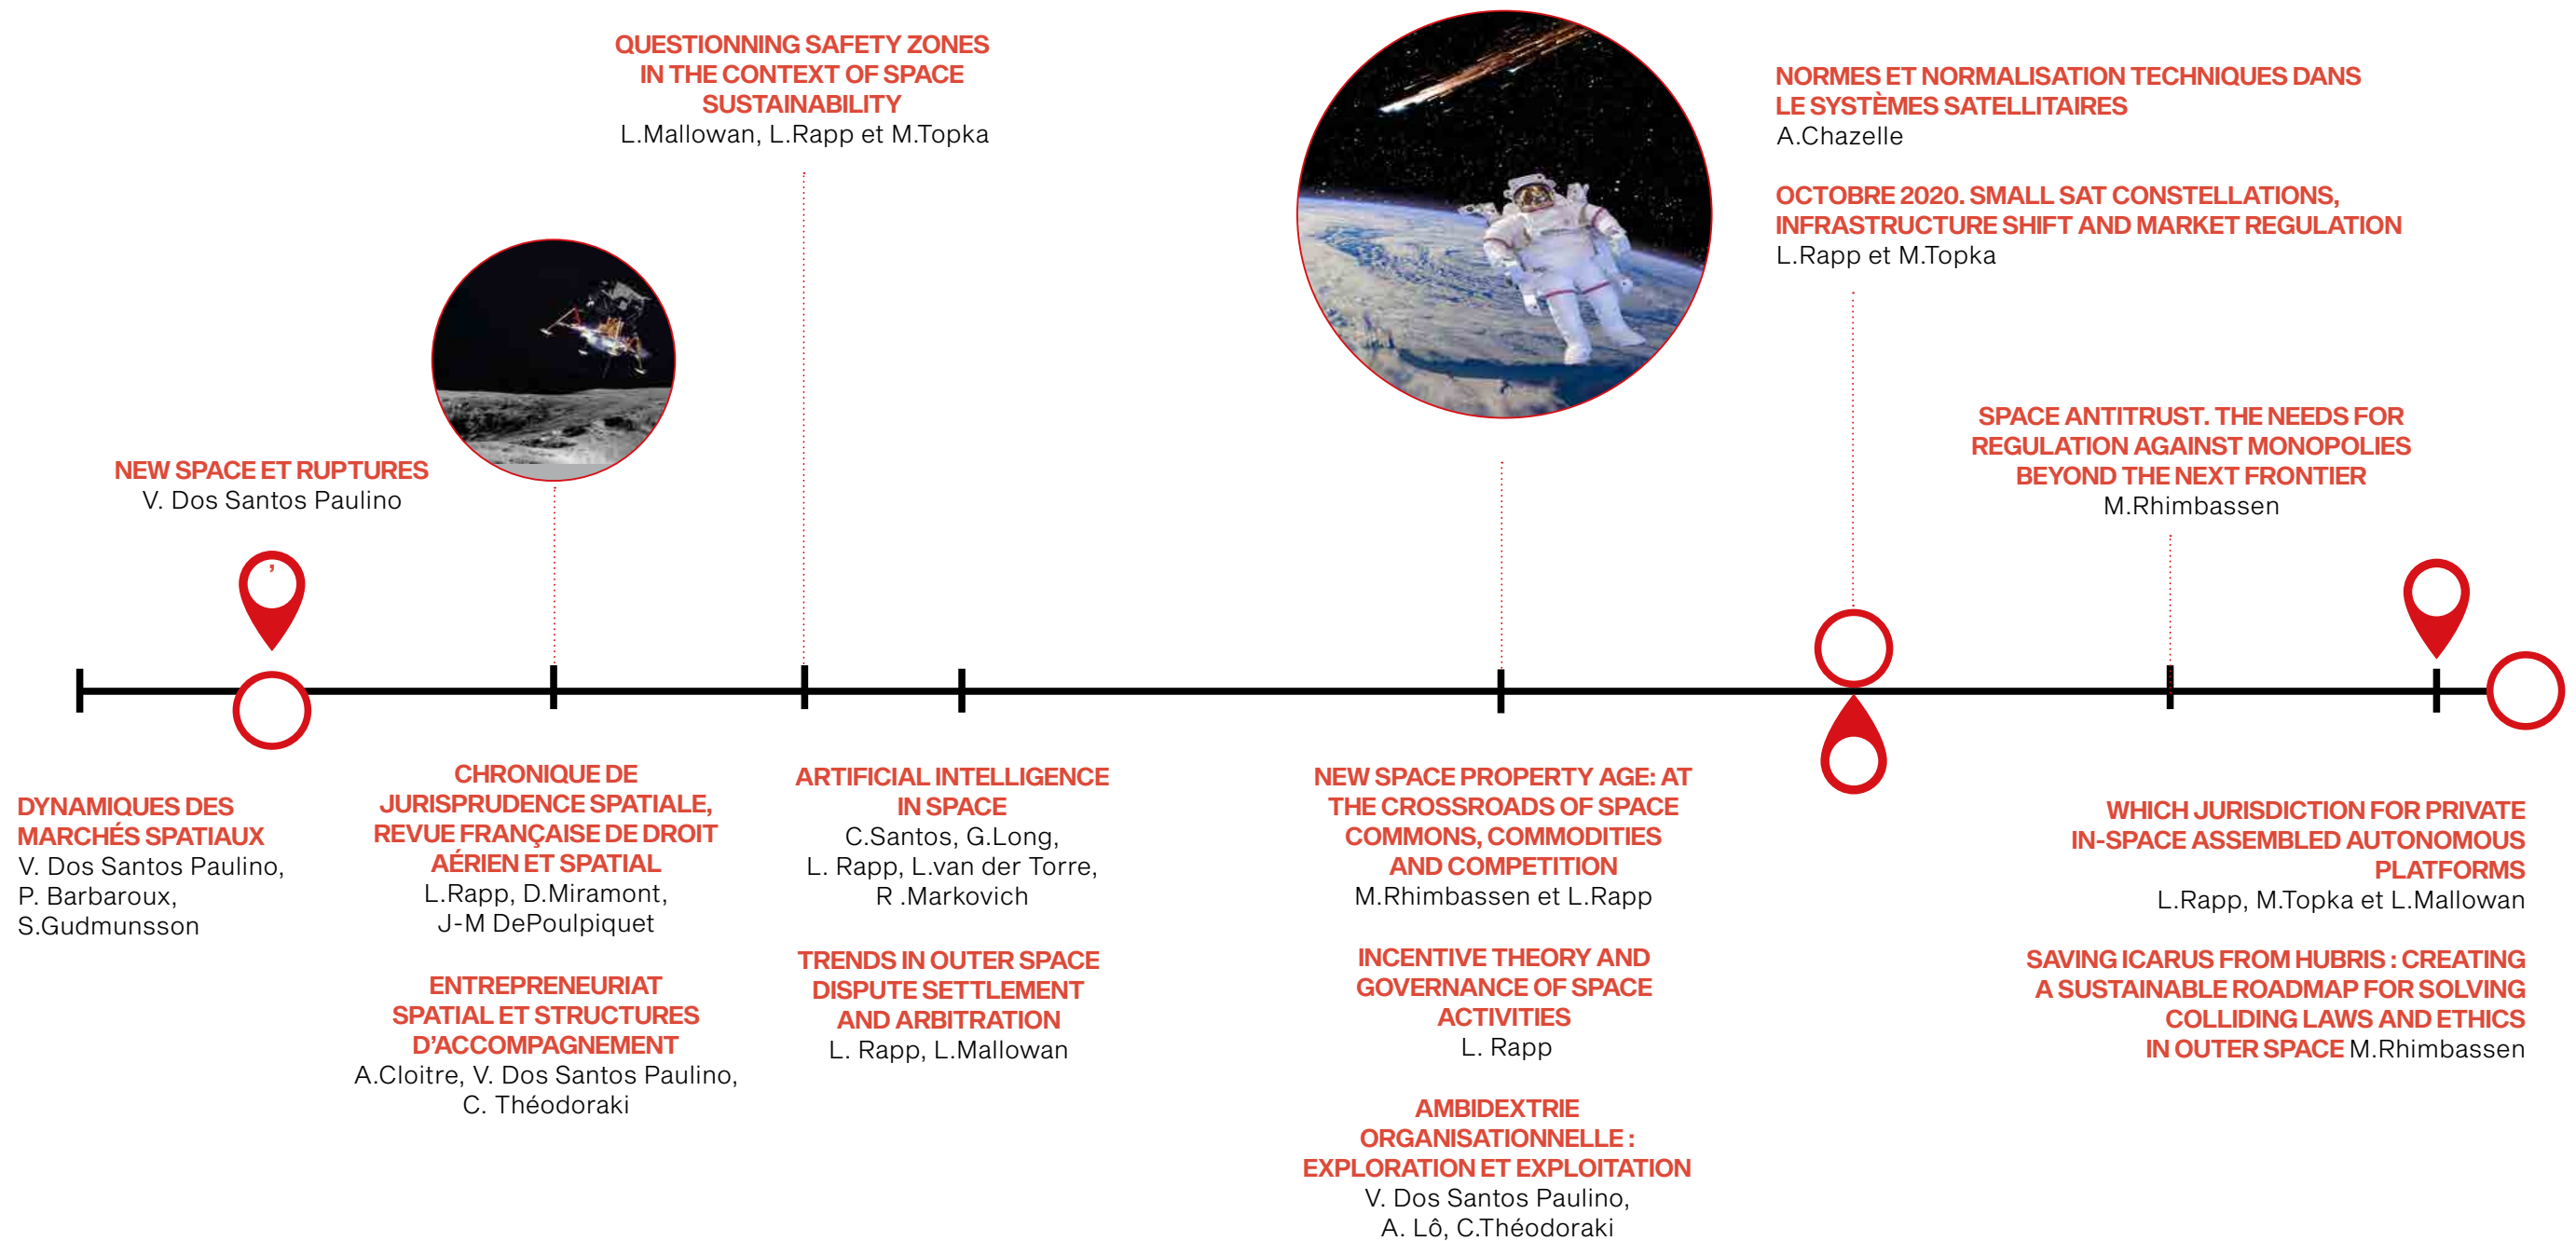 QUESTIONNING SAFETY ZONES
IN THE CONTEXT OF SPACE
SUSTAINABILITY
L.Mallowan, L.Rapp et M.Topka
NORMES ET NORMALISATION TECHNIQUES DANS
LE SYSTÈMES SATELLITAIRES
A.Chazelle
OCTOBRE 2020. SMALL SAT CONSTELLATIONS,
INFRASTRUCTURE SHIFT AND MARKET REGULATION
L.Rapp et M.Topka
NEW SPACE ET RUPTURES
V. Dos Santos Paulino
SPACE ANTITRUST. THE NEEDS FOR
REGULATION AGAINST MONOPOLIES
BEYOND THE NEXT FRONTIER
M.Rhimbassen
’
DYNAMIQUES DES
MARCHÉS SPATIAUX
V. Dos Santos Paulino,
P. Barbaroux,
S.Gudmunsson
CHRONIQUE DE
JURISPRUDENCE SPATIALE,
REVUE FRANÇAISE DE DROIT
AÉRIEN ET SPATIAL
L.Rapp, D.Miramont,
J-M DePoulpiquet
ENTREPRENEURIAT
SPATIAL ET STRUCTURES
D’ACCOMPAGNEMENT
A.Cloitre, V. Dos Santos Paulino,
C. Théodoraki
ARTIFICIAL INTELLIGENCE
IN SPACE
C.Santos, G.Long,
L. Rapp, L.van der Torre,
R .Markovich
TRENDS IN OUTER SPACE
DISPUTE SETTLEMENT
AND ARBITRATION
L. Rapp, L.Mallowan
NEW SPACE PROPERTY AGE: AT
THE CROSSROADS OF SPACE
COMMONS, COMMODITIES
AND COMPETITION
M.Rhimbassen et L.Rapp
INCENTIVE THEORY AND
GOVERNANCE OF SPACE
ACTIVITIES
L. Rapp
AMBIDEXTRIE
ORGANISATIONNELLE :
EXPLORATION ET EXPLOITATION
V. Dos Santos Paulino,
A. Lô, C.Théodoraki
WHICH JURISDICTION FOR PRIVATE
IN-SPACE ASSEMBLED AUTONOMOUS
PLATFORMS
L.Rapp, M.Topka et L.Mallowan
SAVING ICARUS FROM HUBRIS : CREATING
A SUSTAINABLE ROADMAP FOR SOLVING
COLLIDING LAWS AND ETHICS
IN OUTER SPACE M.Rhimbassen